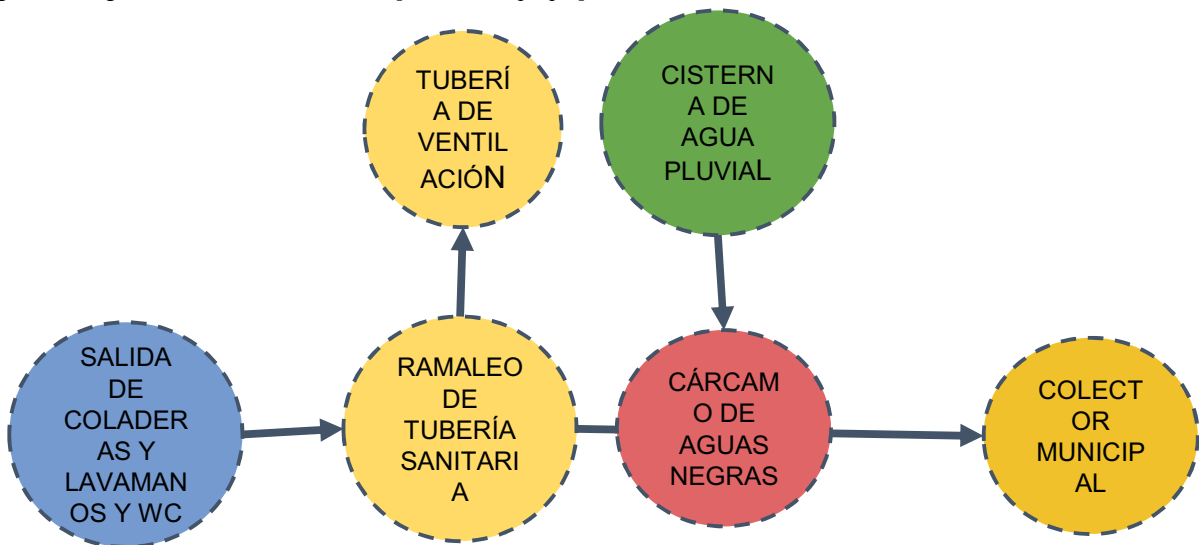 TUBERÍ
A DE
VENTIL
ACIÓN
CISTERN
A DE
AGUA
PLUVIAL
SALIDA
DE
COLADER
AS Y
LAVAMAN
OS Y WC
RAMALEO
DE
TUBERÍA
SANITARI
A
CÁRCAM
O DE
AGUAS
NEGRAS
COLECT
OR
MUNICIP
AL